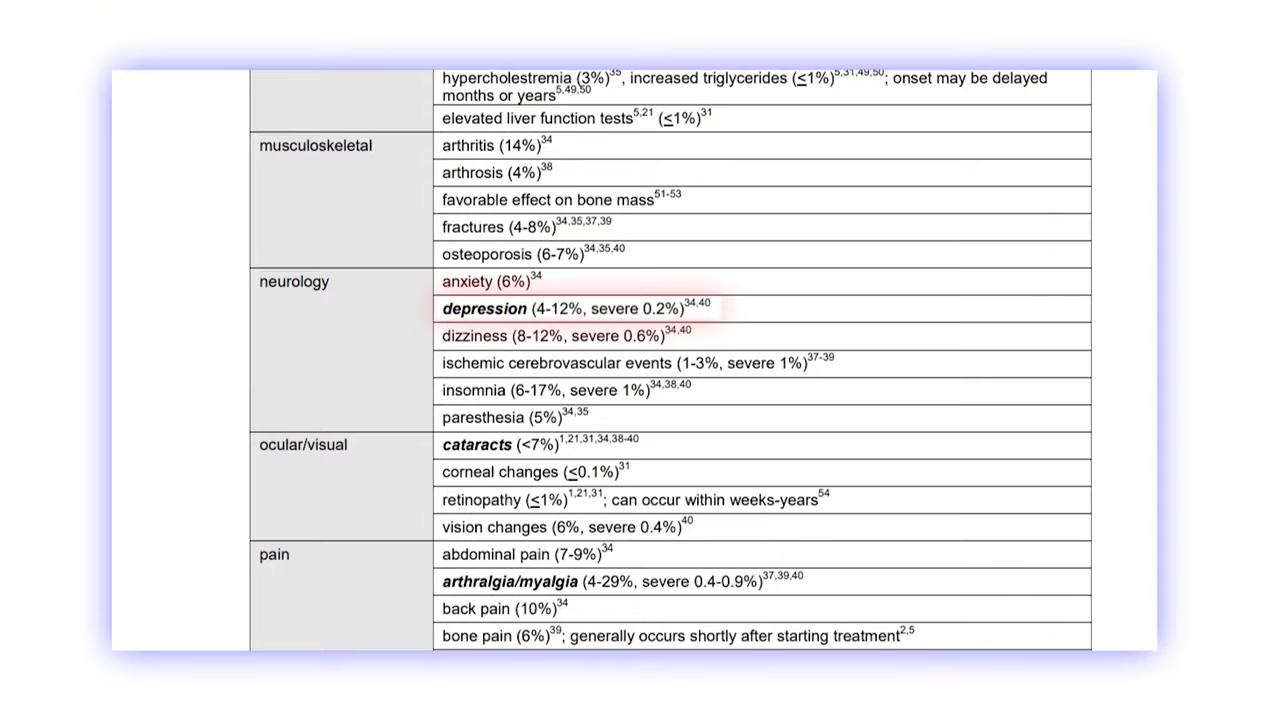 hypercholestremia (3%)35, increased triglycerides (≤1%)5,31,49,50; onset may be delayed
months or years5,49,50
elevated liver function tests5,21 (≤1%)31
musculoskeletal
arthritis (14%)34
arthrosis (4%)38
favorable effect on bone mass51-53
fractures (4-8%)34,35,37,39
osteoporosis (6-7%)34,35,40
neurology
anxiety (6%)34
depression (4-12%, severe 0.2%)34,40
dizziness (8-12%, severe 0.6%)34,40
ischemic cerebrovascular events (1-3%, severe 1%)37-39
insomnia (6-17%, severe 1%)34,38,40
paresthesia (5%)34,35
ocular/visual
cataracts (<7%)1,21,31,34,38-40
corneal changes (≤0.1%)31
retinopathy (≤1%)1,21,31; can occur within weeks-years54
vision changes (6%, severe 0.4%)40
pain
abdominal pain (7-9%)34
arthralgia/myalgia (4-29%, severe 0.4-0.9%)37,39,40
back pain (10%)34
bone pain (6%)39; generally occurs shortly after starting treatment2,5